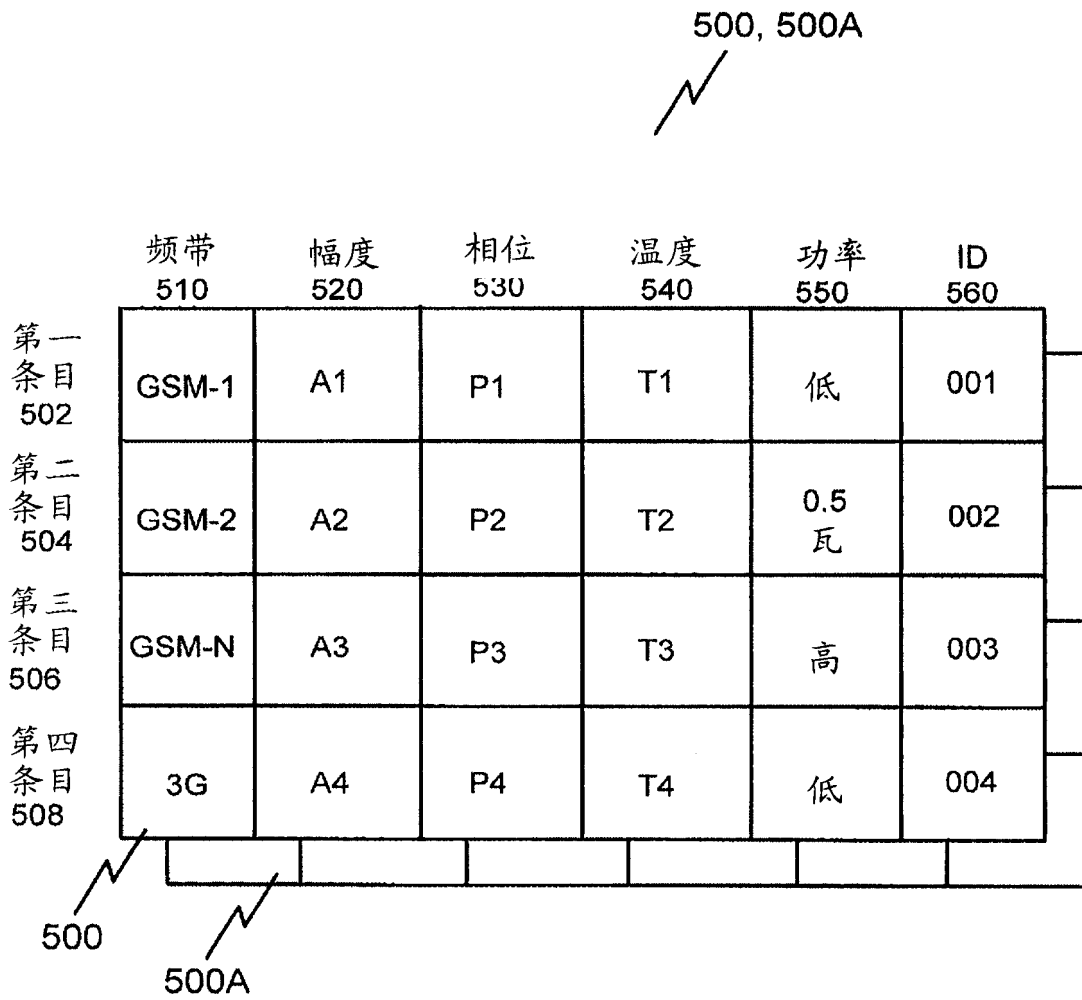 500, 500A
频带 幅度 相位 温度 功率 ID
510 520 530 540 550 560
第一
条目
502
GSM-1 A1 P1 T1 低 001
第二
条目
504
GSM-2 A2 P2 T2 0.5
瓦 002
第三
条目
506
GSM-N A3 P3 T3 高 003
第四
条目
508
3G A4 P4 T4 低 004
500
500A